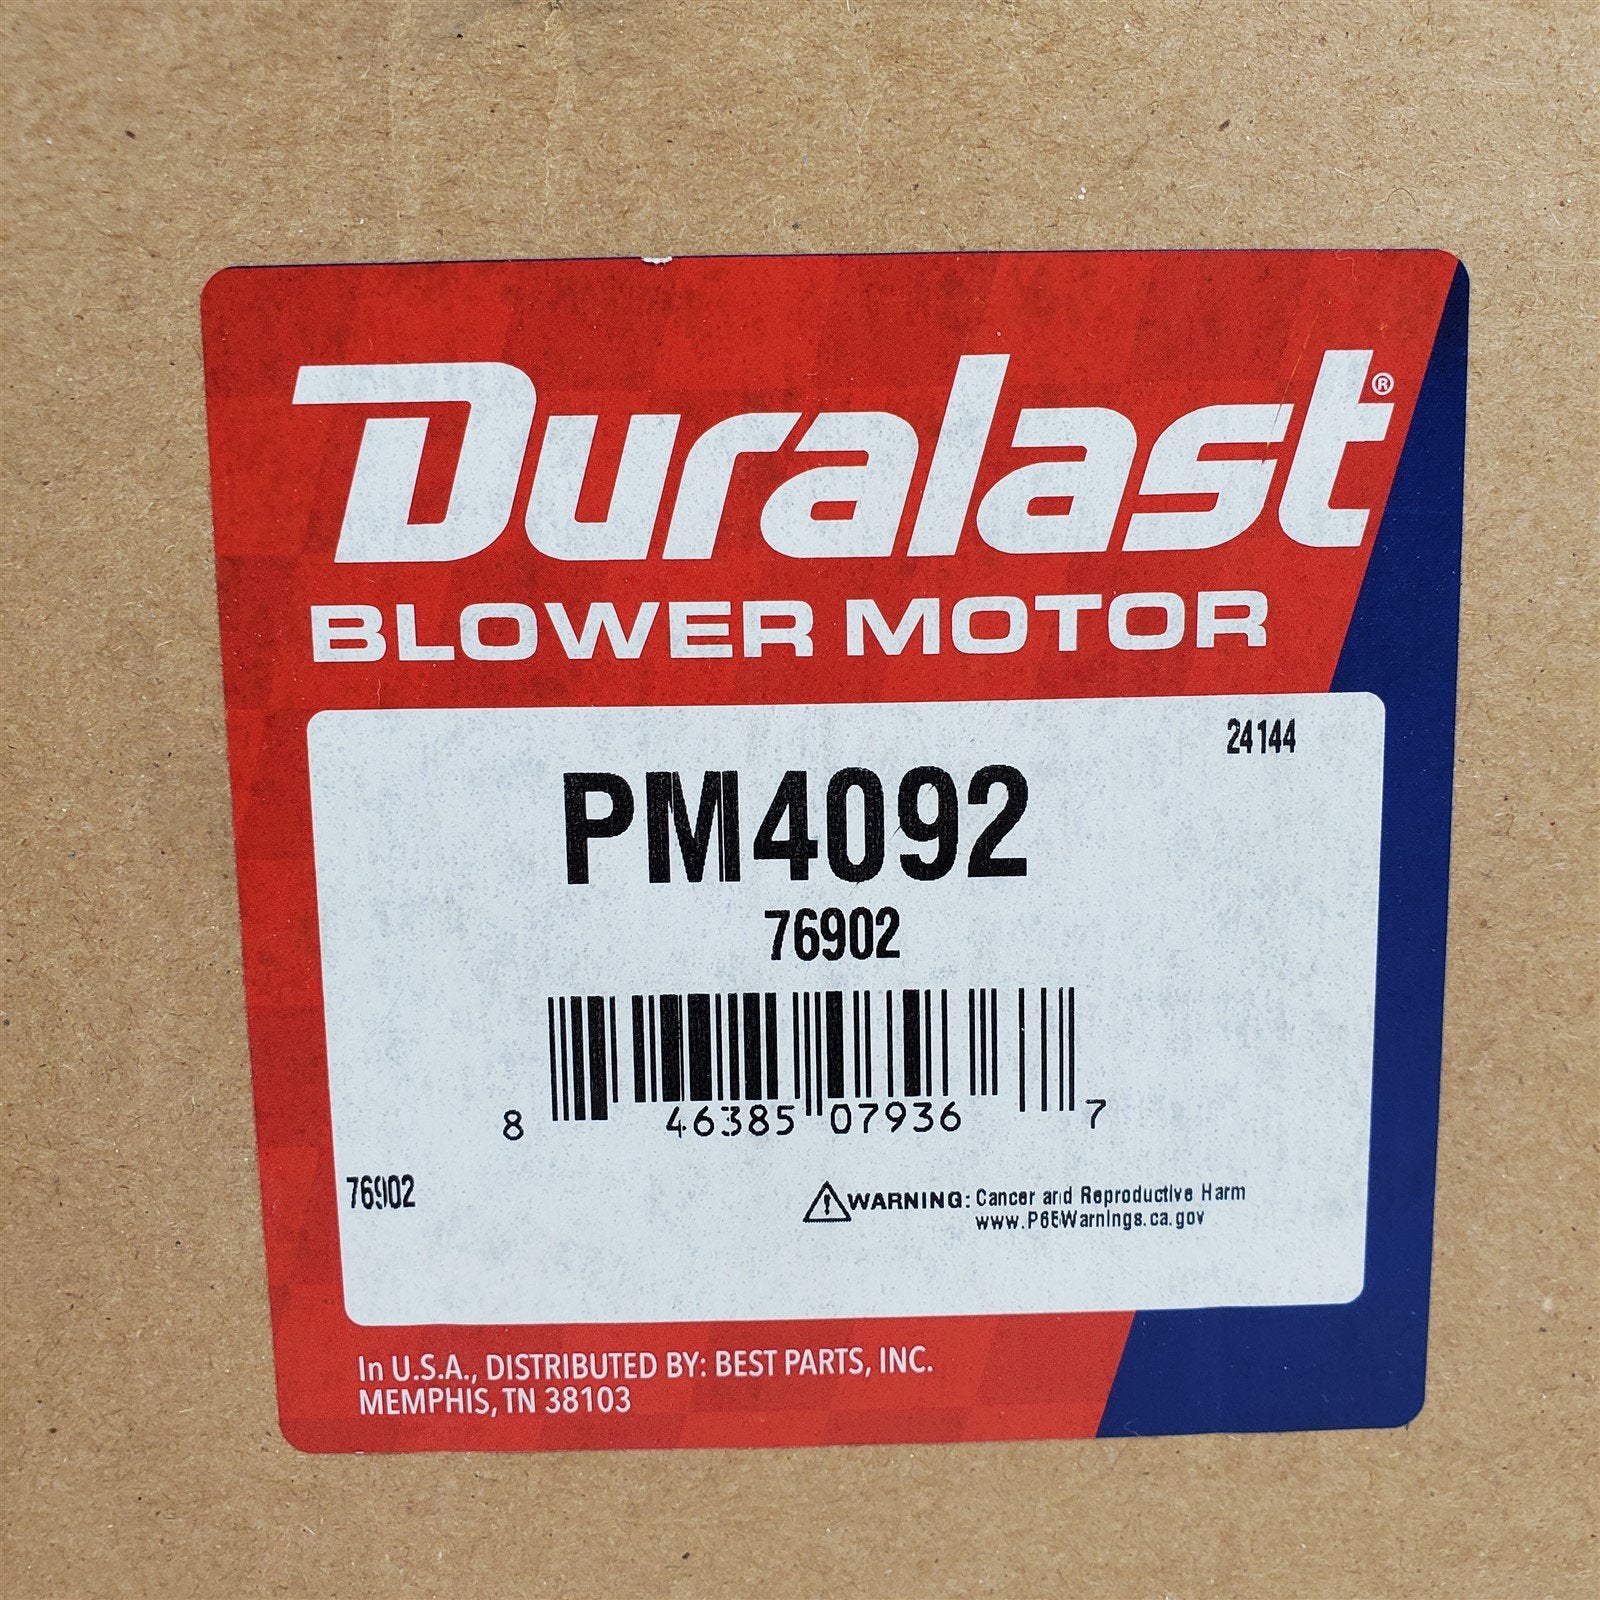 Duralast®
BLOWER MOTOR
24144
PM4092
76902
8 46385 07936 7
76902
WARNING: Cancer and Reproductive Harm
www.P65Warnings.ca.gov
In U.S.A., DISTRIBUTED BY: BEST PARTS, INC.
MEMPHIS, TN 38103